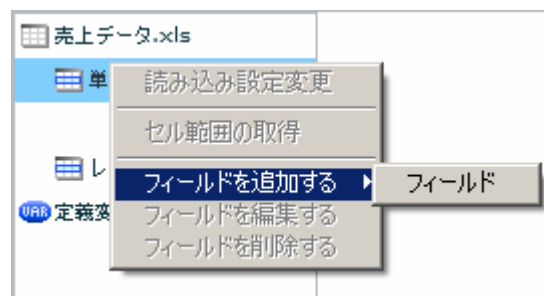 売上データ.xls
単
読み込み設定変更
セル範囲の取得
レ
フィールドを追加する
フィールド
定義変
フィールドを編集する
フィールドを削除する